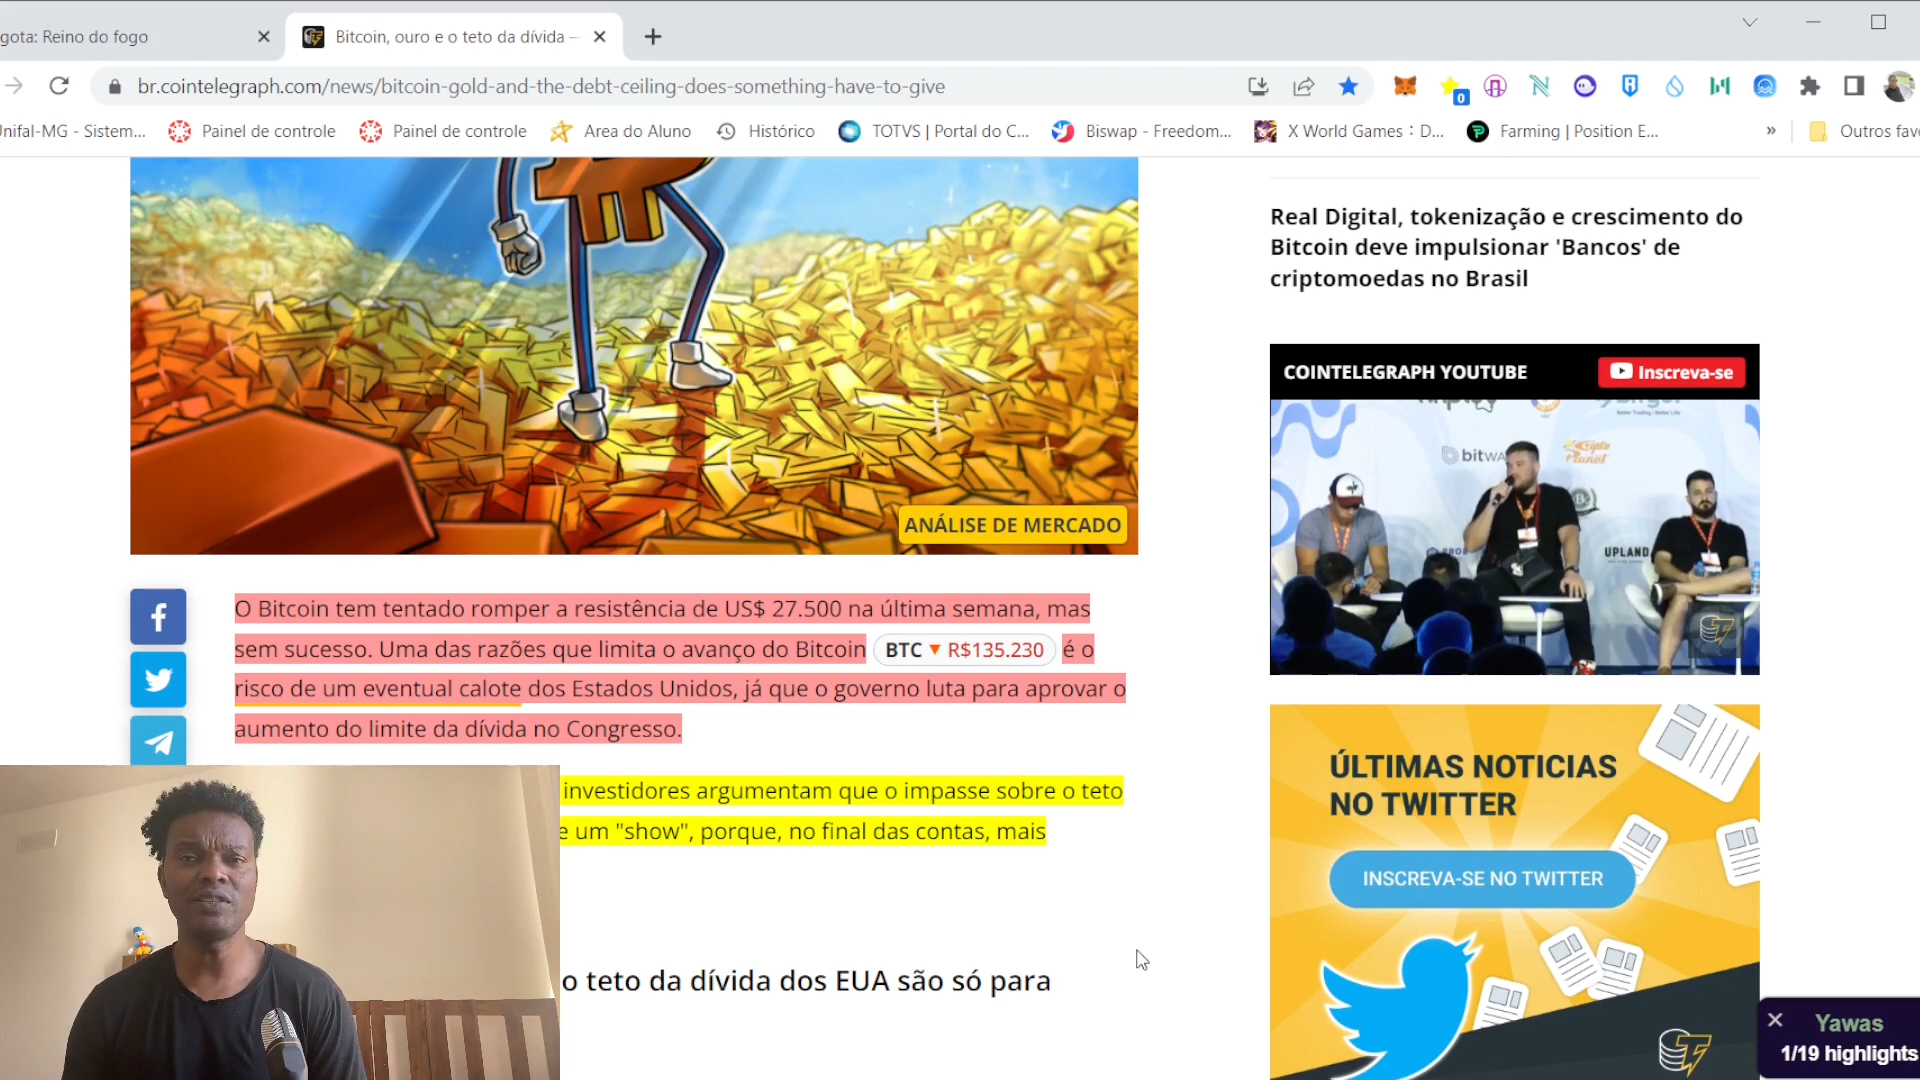 gota: Reino do fogo
Bitcoin, ouro e o teto da dívida –
br.cointelegraph.com/news/bitcoin-gold-and-the-debt-ceiling-does-something-have-to-give
0
Unifal-MG - Sistem...
Painel de controle
Painel de controle
Area do Aluno
Histórico
TOTVS | Portal do C...
Biswap - Freedom...
X World Games : D...
Farming | Position E...
»
Outros favo
ANÁLISE DE MERCADO
O Bitcoin tem tentado romper a resistência de US$ 27.500 na última semana, mas
sem sucesso. Uma das razões que limita o avanço do Bitcoin BTC ▼ R$135.230 é o
risco de um eventual calote dos Estados Unidos, já que o governo luta para aprovar o
aumento do limite da dívida no Congresso.
investidores argumentam que o impasse sobre o teto
e um "show", porque, no final das contas, mais
o teto da dívida dos EUA são só para
Real Digital, tokenização e crescimento do
Bitcoin deve impulsionar 'Bancos' de
criptomoedas no Brasil
COINTELEGRAPH YOUTUBE
Inscreva-se
Planet
UPLAND
ÚLTIMAS NOTICIAS
NO TWITTER
INSCREVA-SE NO TWITTER
Yawas
1/19 highlights